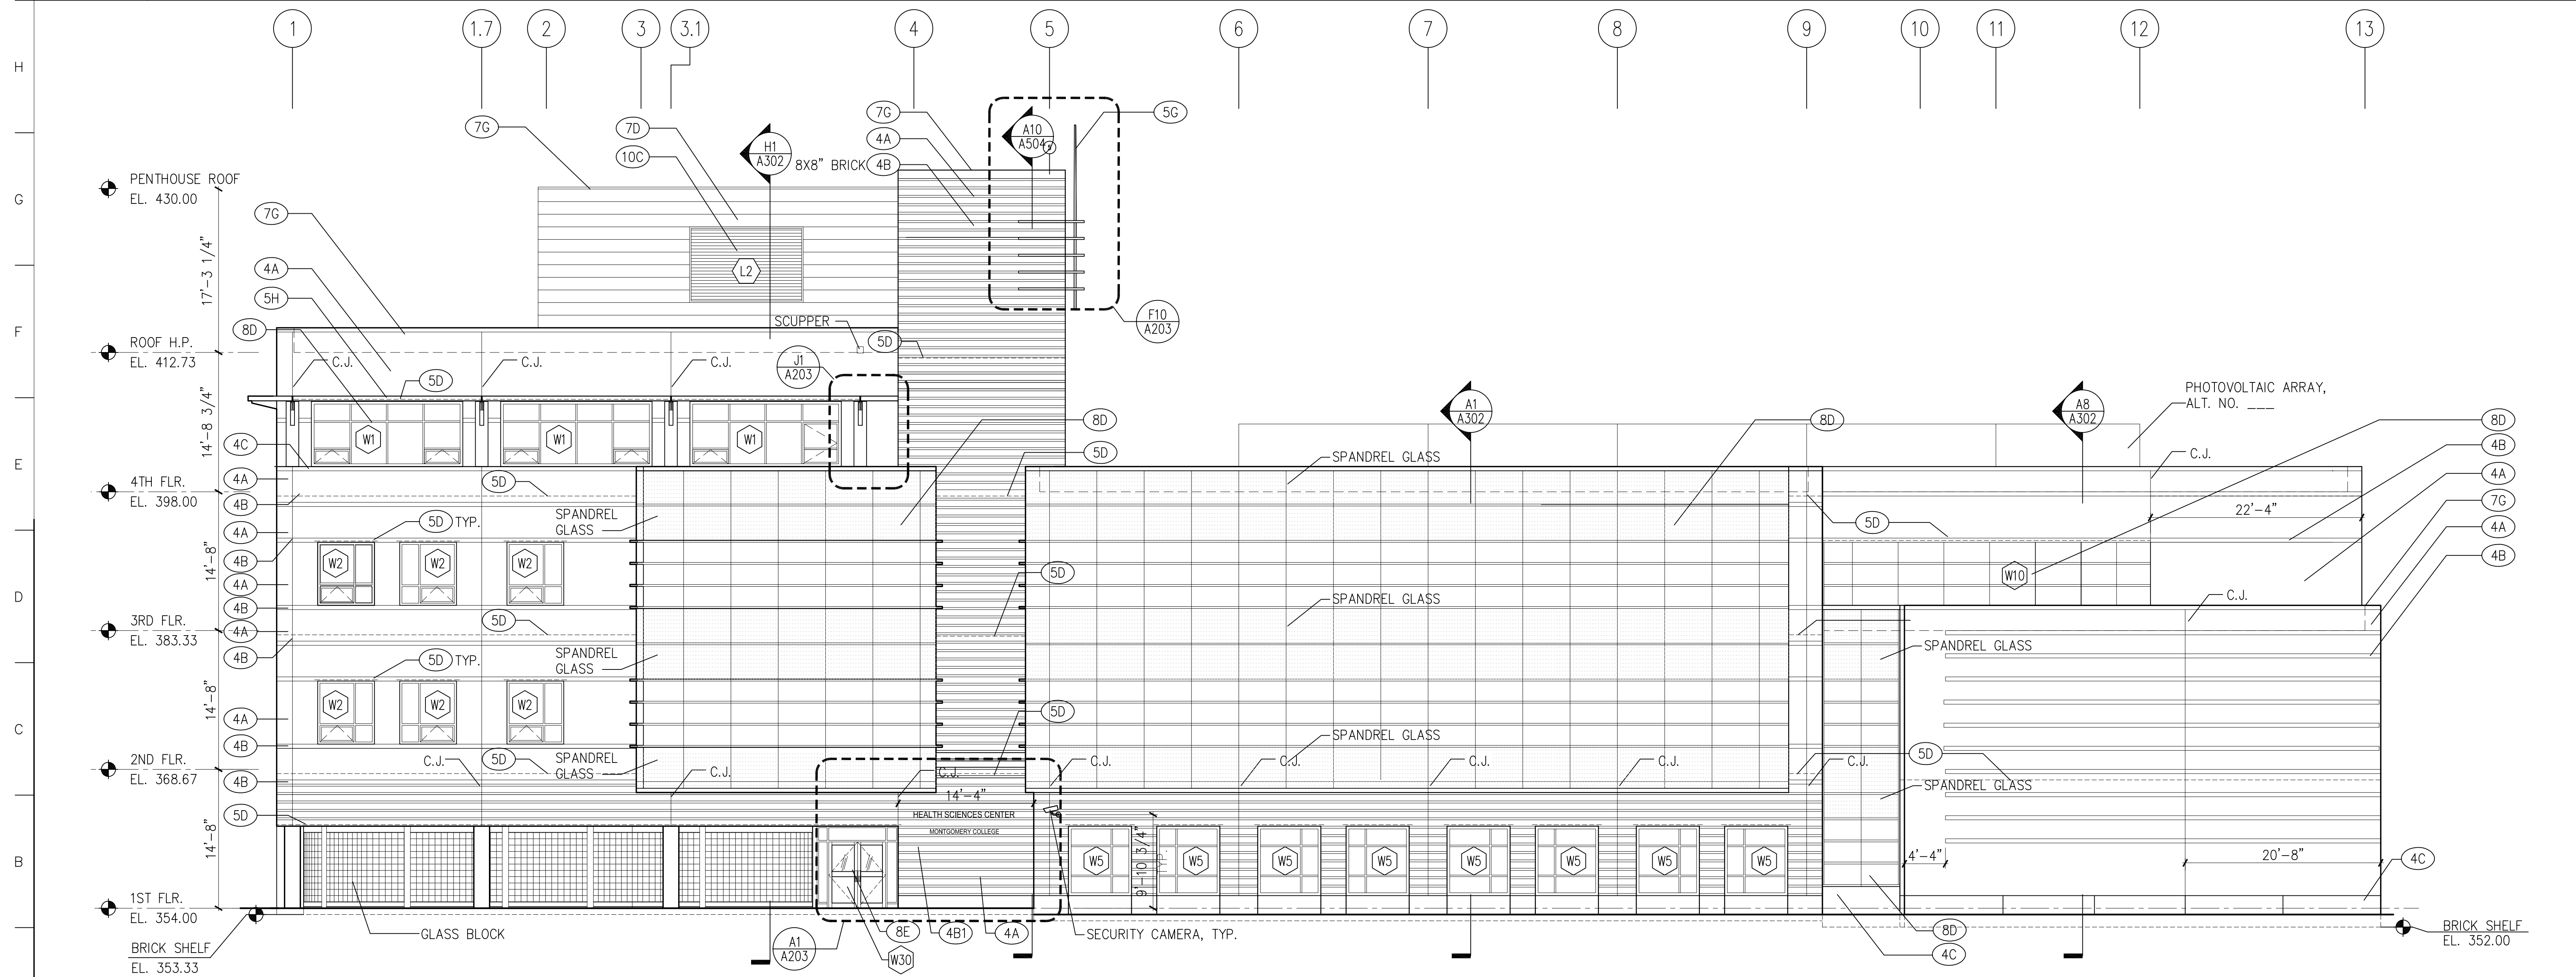 1 1.7 2 3 3.1 4 5 6 7 8 9 10 11 12 13
H
G
F
E
D
C
B
7G
7D
10C
7G
4A
8X8" BRICK 4B
H1
A302
A10
A504
5G
PENTHOUSE ROOF
EL. 430.00
7G
17'-3 1/4"
4A
5H
8D
L2
SCUPPER
F10
A203
ROOF H.P.
EL. 412.73
C.J.
C.J.
C.J.
5D
5D
J1
A203
14'-8 3/4"
W1
W1
W1
8D
5D
A1
A302
8D
A8
A302
PHOTOVOLTAIC ARRAY,
ALT. NO. ___
8D
4B
4A
7G
4A
4B
C.J.
SPANDREL GLASS
22'-4"
4C
4A
4TH FLR.
EL. 398.00
4B
5D
SPANDREL
GLASS
5D TYP.
5D
4A
4B
4A
4B
14'-8"
W2
W2
W2
5D
W10
SPANDREL GLASS
C.J.
3RD FLR.
EL. 383.33
4A
4B
5D
SPANDREL
GLASS
5D TYP.
SPANDREL GLASS
14'-8"
W2
W2
W2
5D
4A
4B
SPANDREL GLASS
5D
2ND FLR.
EL. 368.67
4B
C.J.
5D
SPANDREL
GLASS
C.J.
C.J.
C.J.
C.J.
C.J.
C.J.
C.J.
SPANDREL GLASS
14'-4"
5D
14'-8"
HEALTH SCIENCES CENTER
MONTGOMERY COLLEGE
9'-10 3/4"
TYP.
W5
W5
W5
W5
W5
W5
W5
W5
4'-4"
20'-8"
4C
1ST FLR.
EL. 354.00
BRICK SHELF
EL. 353.33
GLASS BLOCK
A1
A203
8E
W30
4B1
4A
SECURITY CAMERA, TYP.
8D
4C
BRICK SHELF
EL. 352.00